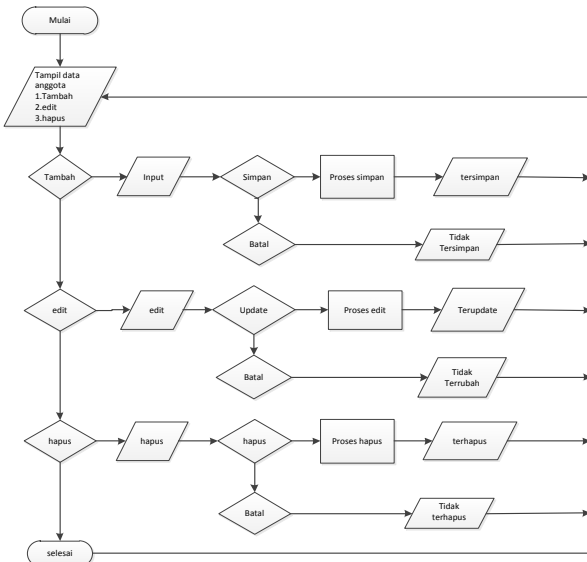 Mulai
Tampil data
anggota
1.Tambah
2.edit
3.hapus
Tambah
Input
Simpan
Proses simpan
tersimpan
Batal
Tidak
Tersimpan
edit
edit
Update
Proses edit
Terupdate
Batal
Tidak
Terrubah
hapus
hapus
hapus
Proses hapus
terhapus
Batal
Tidak
terhapus
selesai